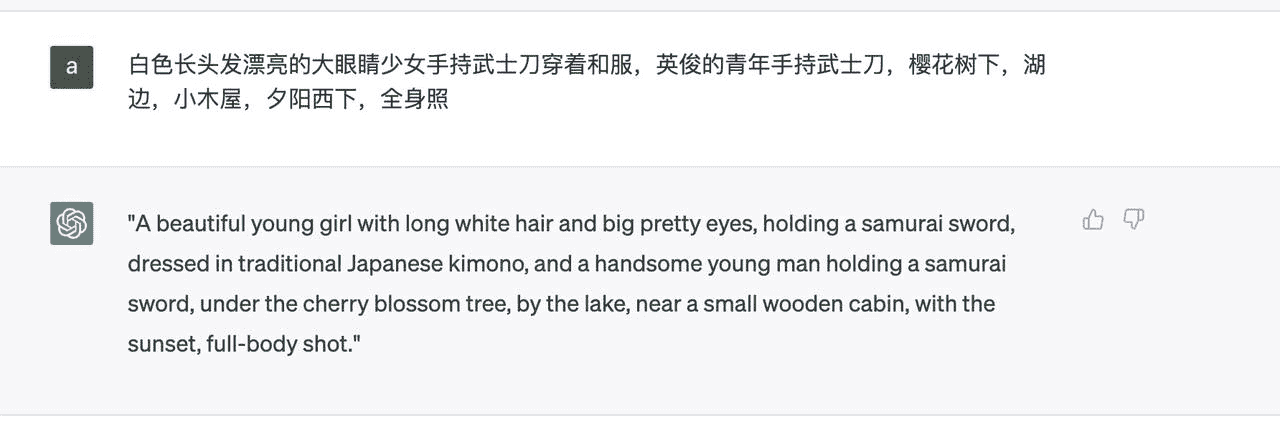 a
白色长头发漂亮的大眼睛少女手持武士刀穿着和服，英俊的青年手持武士刀，樱花树下，湖
边，小木屋，夕阳西下，全身照
"A beautiful young girl with long white hair and big pretty eyes, holding a samurai sword,
dressed in traditional Japanese kimono, and a handsome young man holding a samurai
sword, under the cherry blossom tree, by the lake, near a small wooden cabin, with the
sunset, full-body shot."